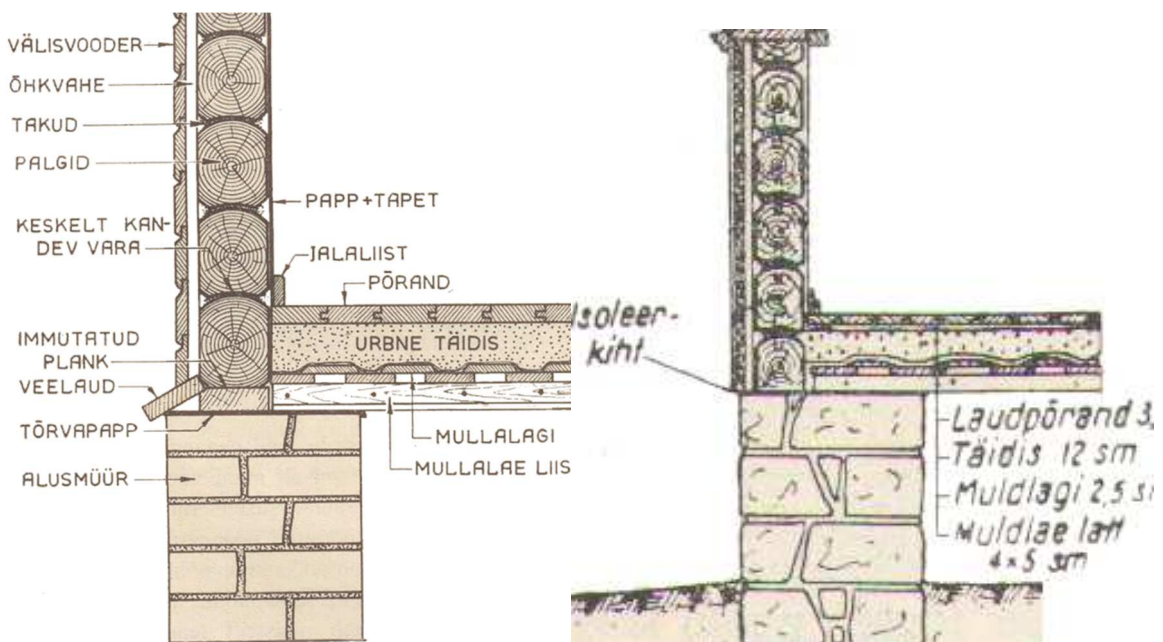 VÄLISVOODER
ÕHKVAHE
TAKUD
PALGID
KESKELT KAN-
DEV VARA
IMMUTATUD
PLANK
VEELAUD
TÕRVAPAPP
ALUSMÜÜR
PAPP+TAPET
JALALIIST
PÕRAND
URBNE TÄIDIS
MULLALAGI
MULLALAE LIIS
Isoleer-
kiht
Laudpõrand 3,
Täidis 12 sm
Muldlagi 2,5 s
Muldlae latt
4×5 sm